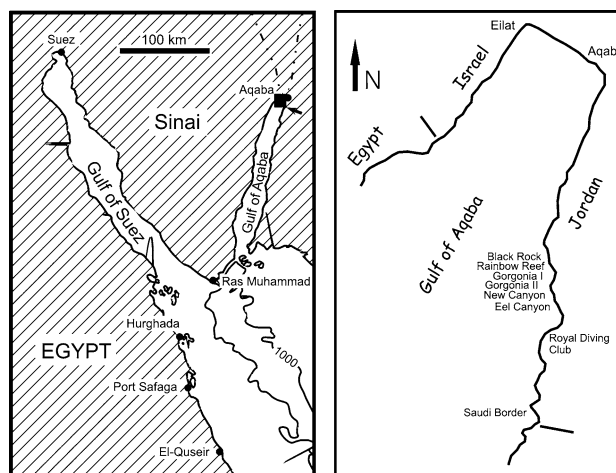 Suez
100 km
Aqaba
Sinai
Gulf of Suez
Gulf of Aqaba
Ras Muhammad
Hurghada
1000
EGYPT
Port Safaga
El-Quseir
Eilat
Aqab
N
Israel
Egypt
Jordan
Gulf of Aqaba
Black Rock
Rainbow Reef
Gorgonia I
Gorgonia II
New Canyon
Eel Canyon
Royal Diving
Club
Saudi Border